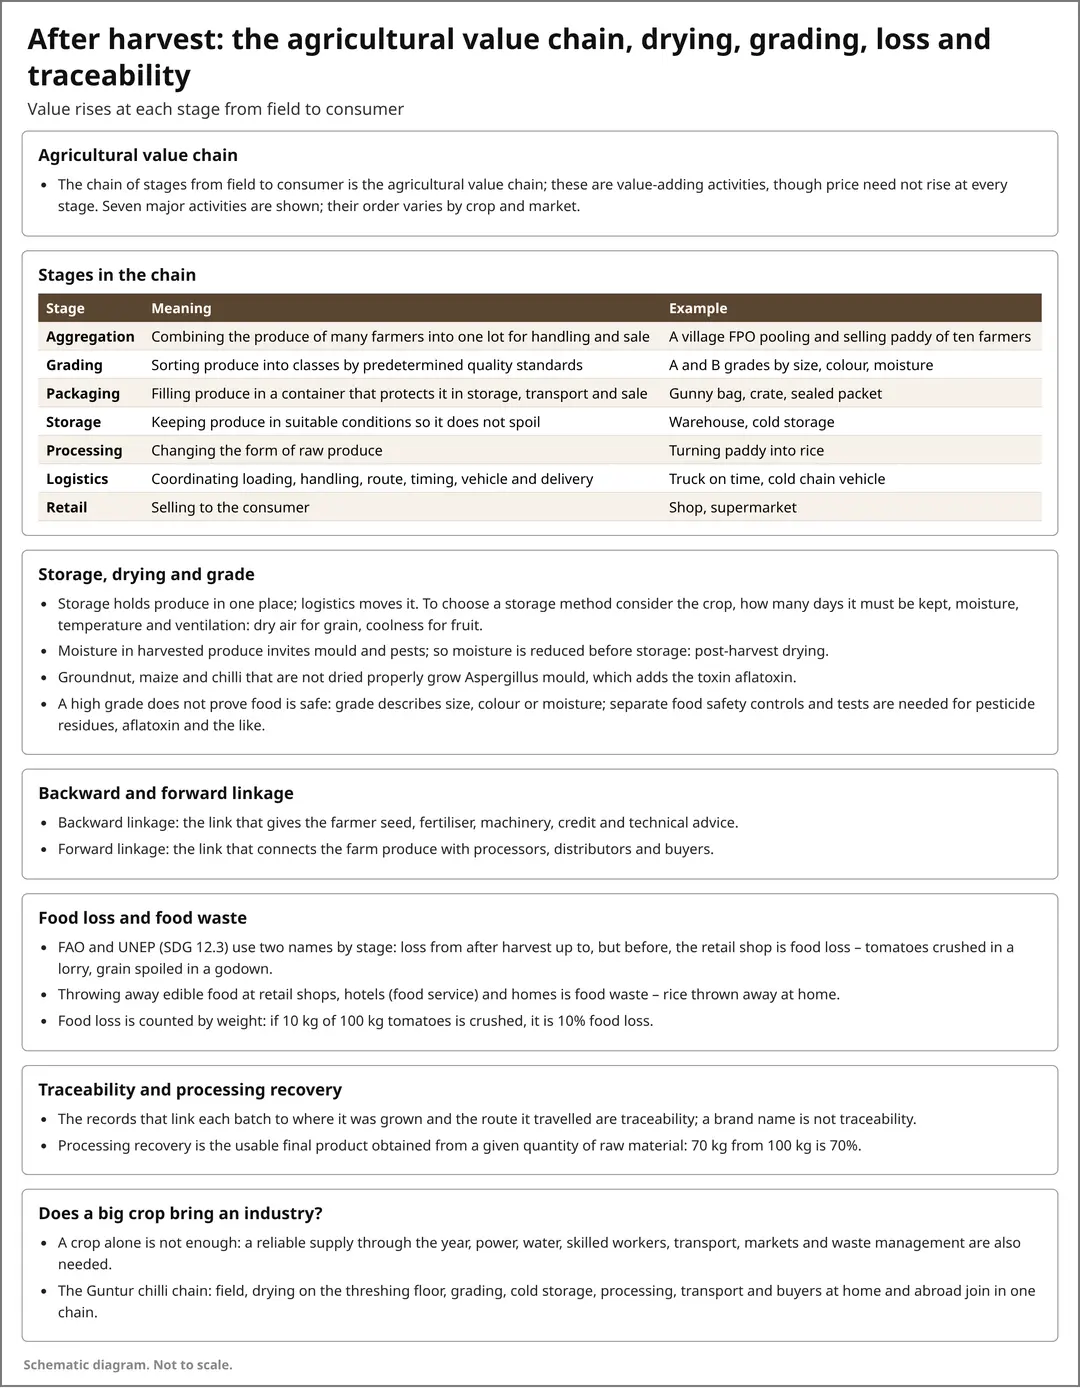 After harvest: the agricultural value chain, drying, grading, loss and
traceability
Value rises at each stage from field to consumer
Agricultural value chain
• The chain of stages from field to consumer is the agricultural value chain; these are value-adding activities, though price need not rise at every
stage. Seven major activities are shown; their order varies by crop and market.
Stages in the chain
Stage Meaning Example
Aggregation Combining the produce of many farmers into one lot for handling and sale A village FPO pooling and selling paddy of ten farmers
Grading Sorting produce into classes by predetermined quality standards A and B grades by size, colour, moisture
Packaging Filling produce in a container that protects it in storage, transport and sale Gunny bag, crate, sealed packet
Storage Keeping produce in suitable conditions so it does not spoil Warehouse, cold storage
Processing Changing the form of raw produce Turning paddy into rice
Logistics Coordinating loading, handling, route, timing, vehicle and delivery Truck on time, cold chain vehicle
Retail Selling to the consumer Shop, supermarket
Storage, drying and grade
• Storage holds produce in one place; logistics moves it. To choose a storage method consider the crop, how many days it must be kept, moisture,
temperature and ventilation: dry air for grain, coolness for fruit.
• Moisture in harvested produce invites mould and pests; so moisture is reduced before storage: post-harvest drying.
• Groundnut, maize and chilli that are not dried properly grow Aspergillus mould, which adds the toxin aflatoxin.
• A high grade does not prove food is safe: grade describes size, colour or moisture; separate food safety controls and tests are needed for pesticide
residues, aflatoxin and the like.
Backward and forward linkage
• Backward linkage: the link that gives the farmer seed, fertiliser, machinery, credit and technical advice.
• Forward linkage: the link that connects the farm produce with processors, distributors and buyers.
Food loss and food waste
• FAO and UNEP (SDG 12.3) use two names by stage: loss from after harvest up to, but before, the retail shop is food loss – tomatoes crushed in a
lorry, grain spoiled in a godown.
• Throwing away edible food at retail shops, hotels (food service) and homes is food waste – rice thrown away at home.
• Food loss is counted by weight: if 10 kg of 100 kg tomatoes is crushed, it is 10% food loss.
Traceability and processing recovery
• The records that link each batch to where it was grown and the route it travelled are traceability; a brand name is not traceability.
• Processing recovery is the usable final product obtained from a given quantity of raw material: 70 kg from 100 kg is 70%.
Does a big crop bring an industry?
• A crop alone is not enough: a reliable supply through the year, power, water, skilled workers, transport, markets and waste management are also
needed.
• The Guntur chilli chain: field, drying on the threshing floor, grading, cold storage, processing, transport and buyers at home and abroad join in one
chain.
Schematic diagram. Not to scale.